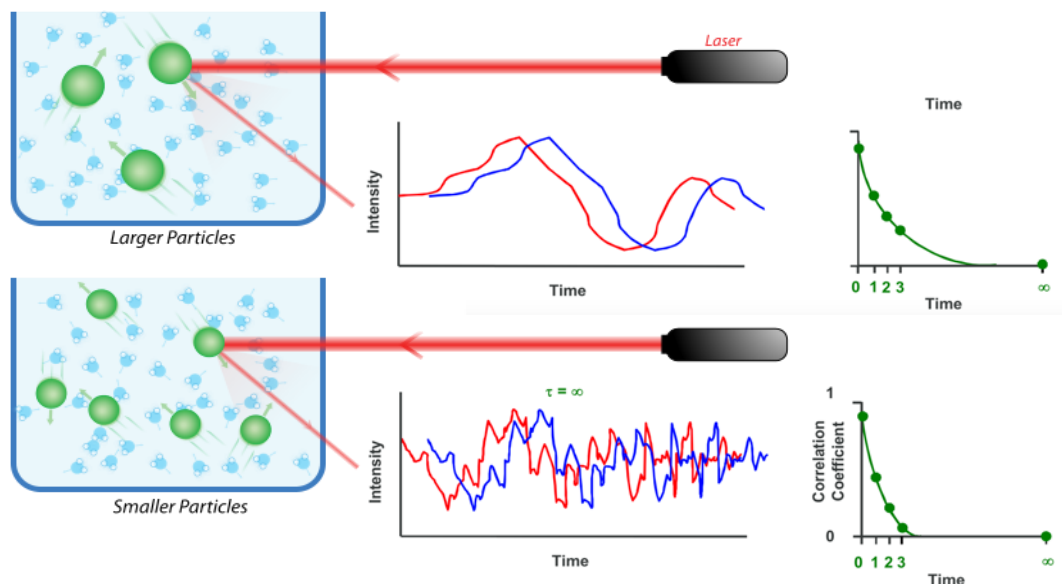 Laser
Time
Intensity
Time
0 1 2 3 ∞
Time
Larger Particles
τ = ∞
Intensity
Time
1
Correlation
Coefficient
0
0 1 2 3 ∞
Time
Smaller Particles